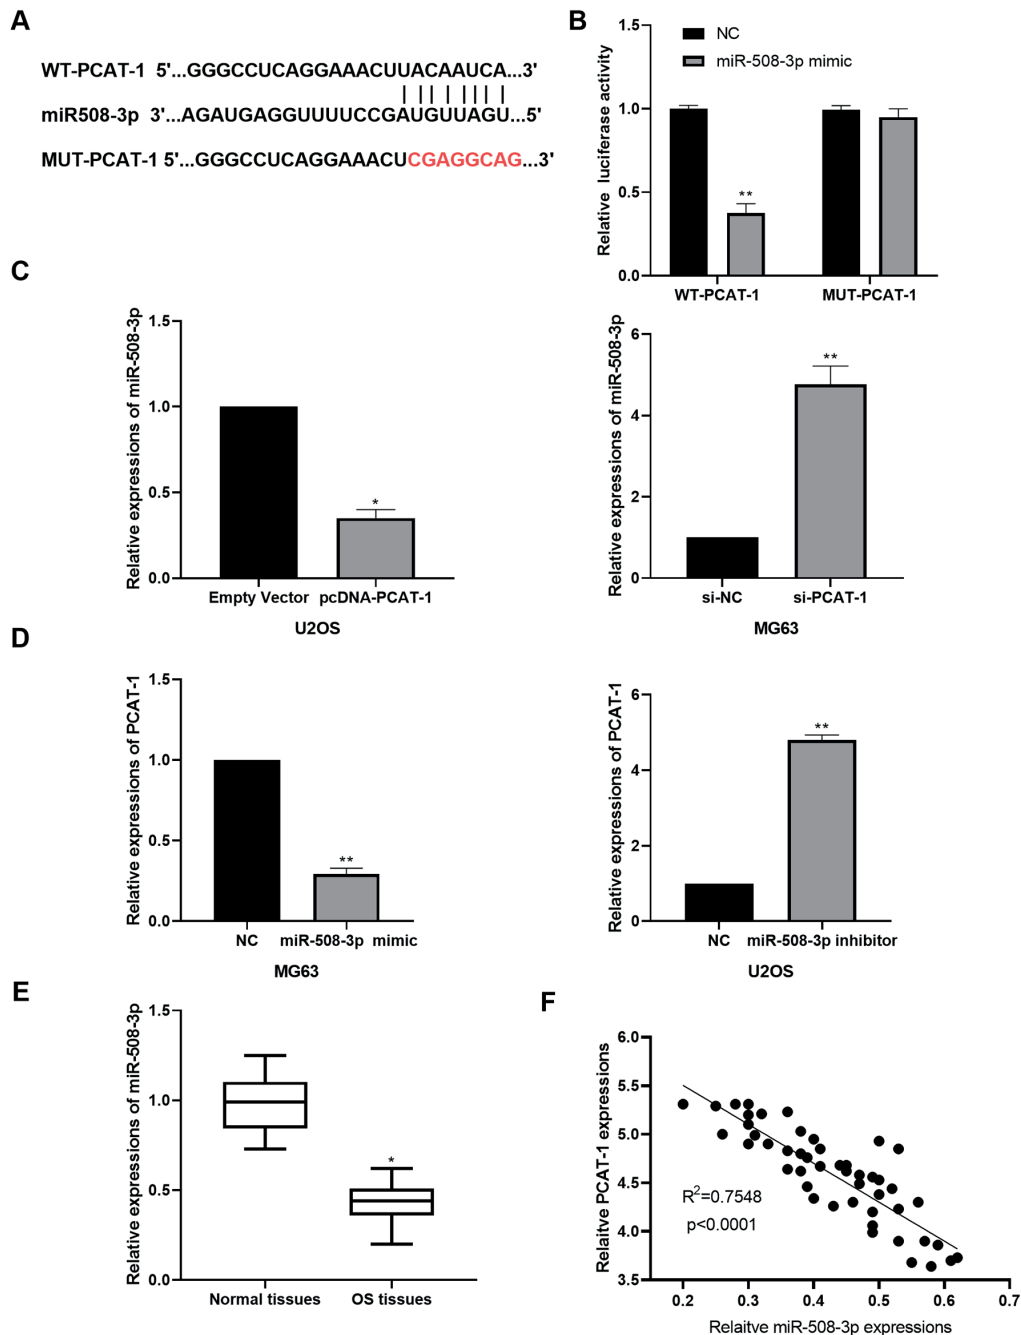 A
WT-PCAT-1 5'...GGGCCUCAGGAAACUUACAAUCA...3'
miR508-3p 3'...AGAUGAGGUUUUCCGAUGUUAGU...5'
MUT-PCAT-1 5'...GGGCCUCAGGAAACUCGAGGCAG...3'
B
Relative luciferase activity
1.5
1.0
0.5
0.0
NC
miR-508-3p mimic
**
WT-PCAT-1 MUT-PCAT-1
C
Relative expressions of miR-508-3p
1.5
1.0
0.5
0.0
*
Empty Vector pcDNA-PCAT-1
U2OS
Relative expressions of miR-508-3p
6
4
2
0
**
si-NC si-PCAT-1
MG63
D
Relative expressions of PCAT-1
1.5
1.0
0.5
0.0
**
NC miR-508-3p mimic
MG63
Relative expressions of PCAT-1
6
4
2
0
**
NC miR-508-3p inhibitor
U2OS
E
Relative expressions of miR-508-3p
1.5
1.0
0.5
0.0
*
Normal tissues OS tissues
F
Relaitve PCAT-1 expressions
6.0
5.5
5.0
4.5
4.0
3.5
R²=0.7548
p<0.0001
0.2 0.3 0.4 0.5 0.6 0.7
Relaitve miR-508-3p expressions